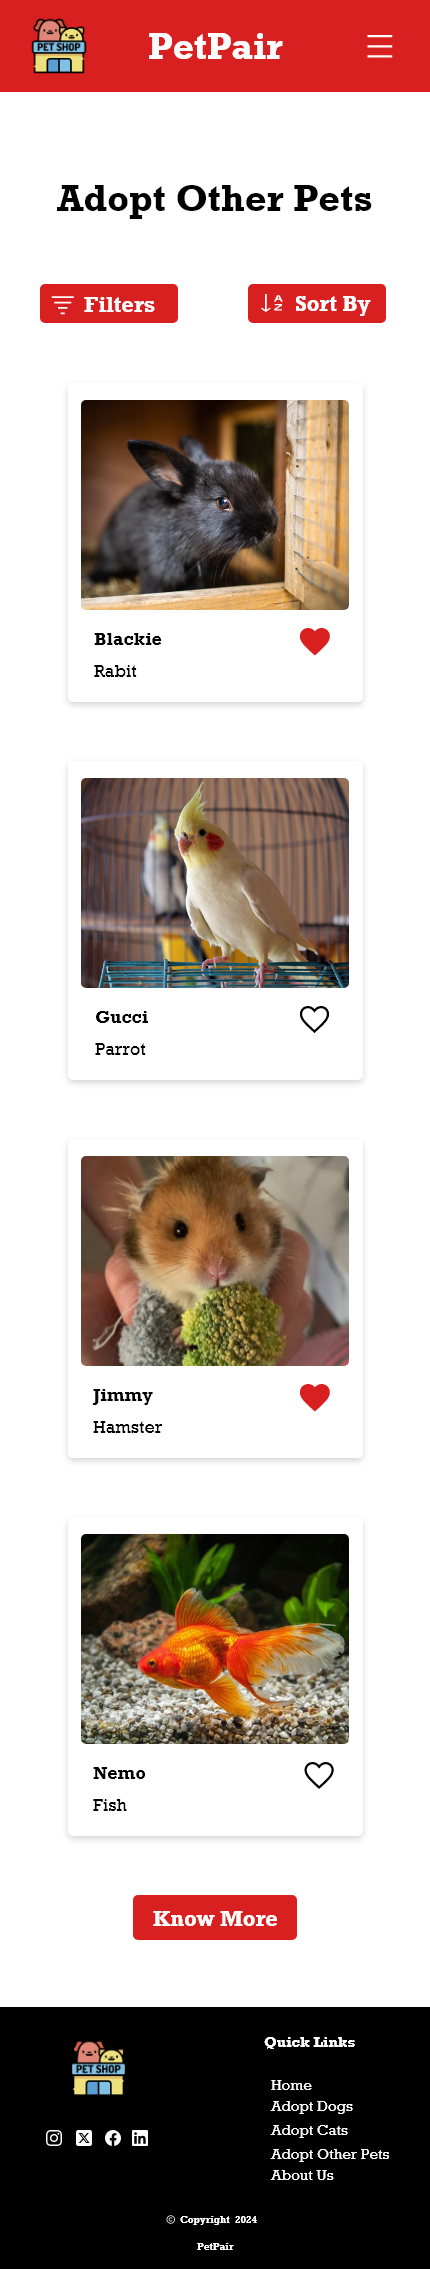 PET SHOP
PetPair
Adopt Other Pets
Filters
Sort By
Blackie
Rabit
Gucci
Parrot
Jimmy
Hamster
Nemo
Fish
Know More
PET SHOP
Quick Links
Home
Adopt Dogs
Adopt Cats
Adopt Other Pets
About Us
© Copyright 2024
PetPair